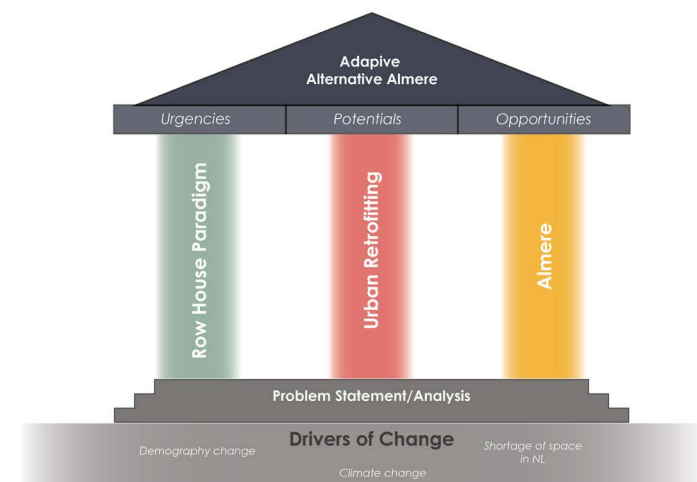 Adapive
Alternative Almere
Urgencies
Potentials
Opportunities
Row House Paradigm
Urban Retrofitting
Almere
Problem Statement/Analysis
Drivers of Change
Demography change
Climate change
Shortage of space
in NL